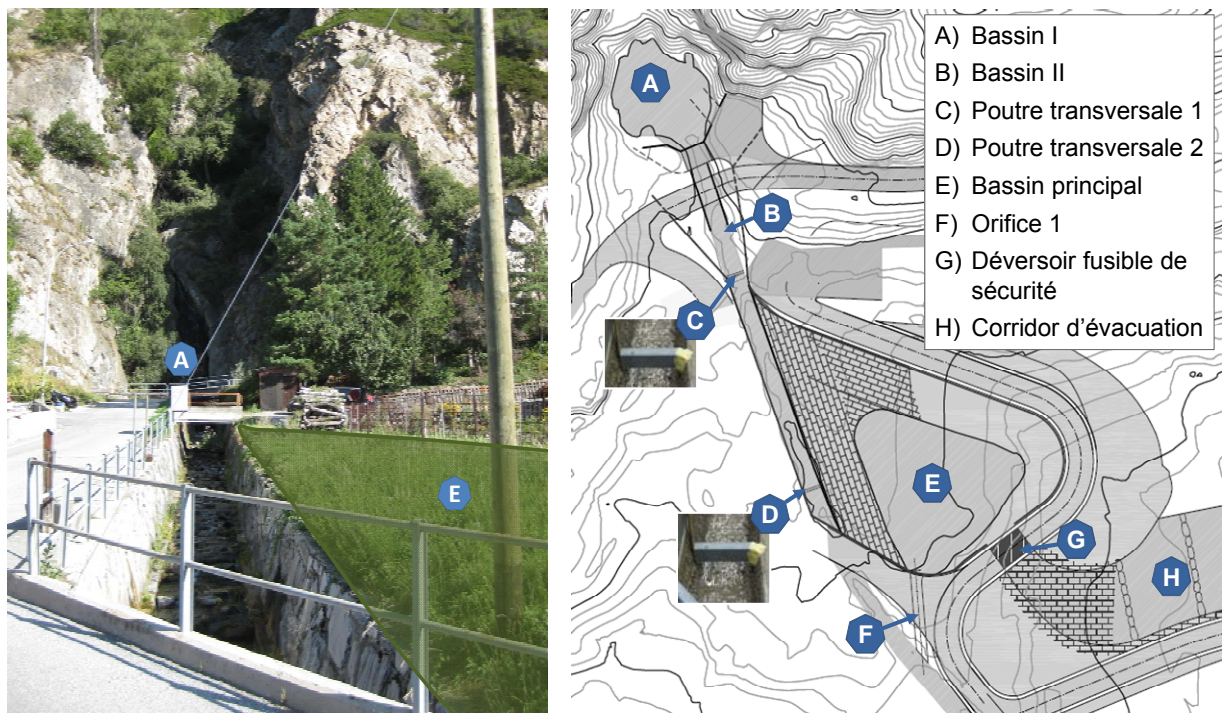 A
E
A) Bassin I
B) Bassin II
C) Poutre transversale 1
D) Poutre transversale 2
E) Bassin principal
F) Orifice 1
G) Déversoir fusible de
sécurité
H) Corridor d'évacuation
A
B
C
D
E
F
G
H